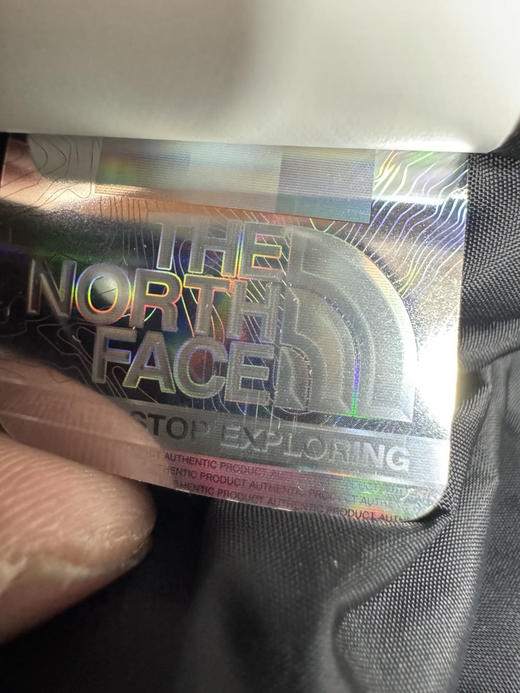 THE
NORTH
FACE
STOP EXPLORING
AUTHENTIC PRODUCT AUTHENTIC PRODUCT
AUTHENTIC PRODUCT AUTHENTIC PRODUCT
AUTHENTIC PRODUCT